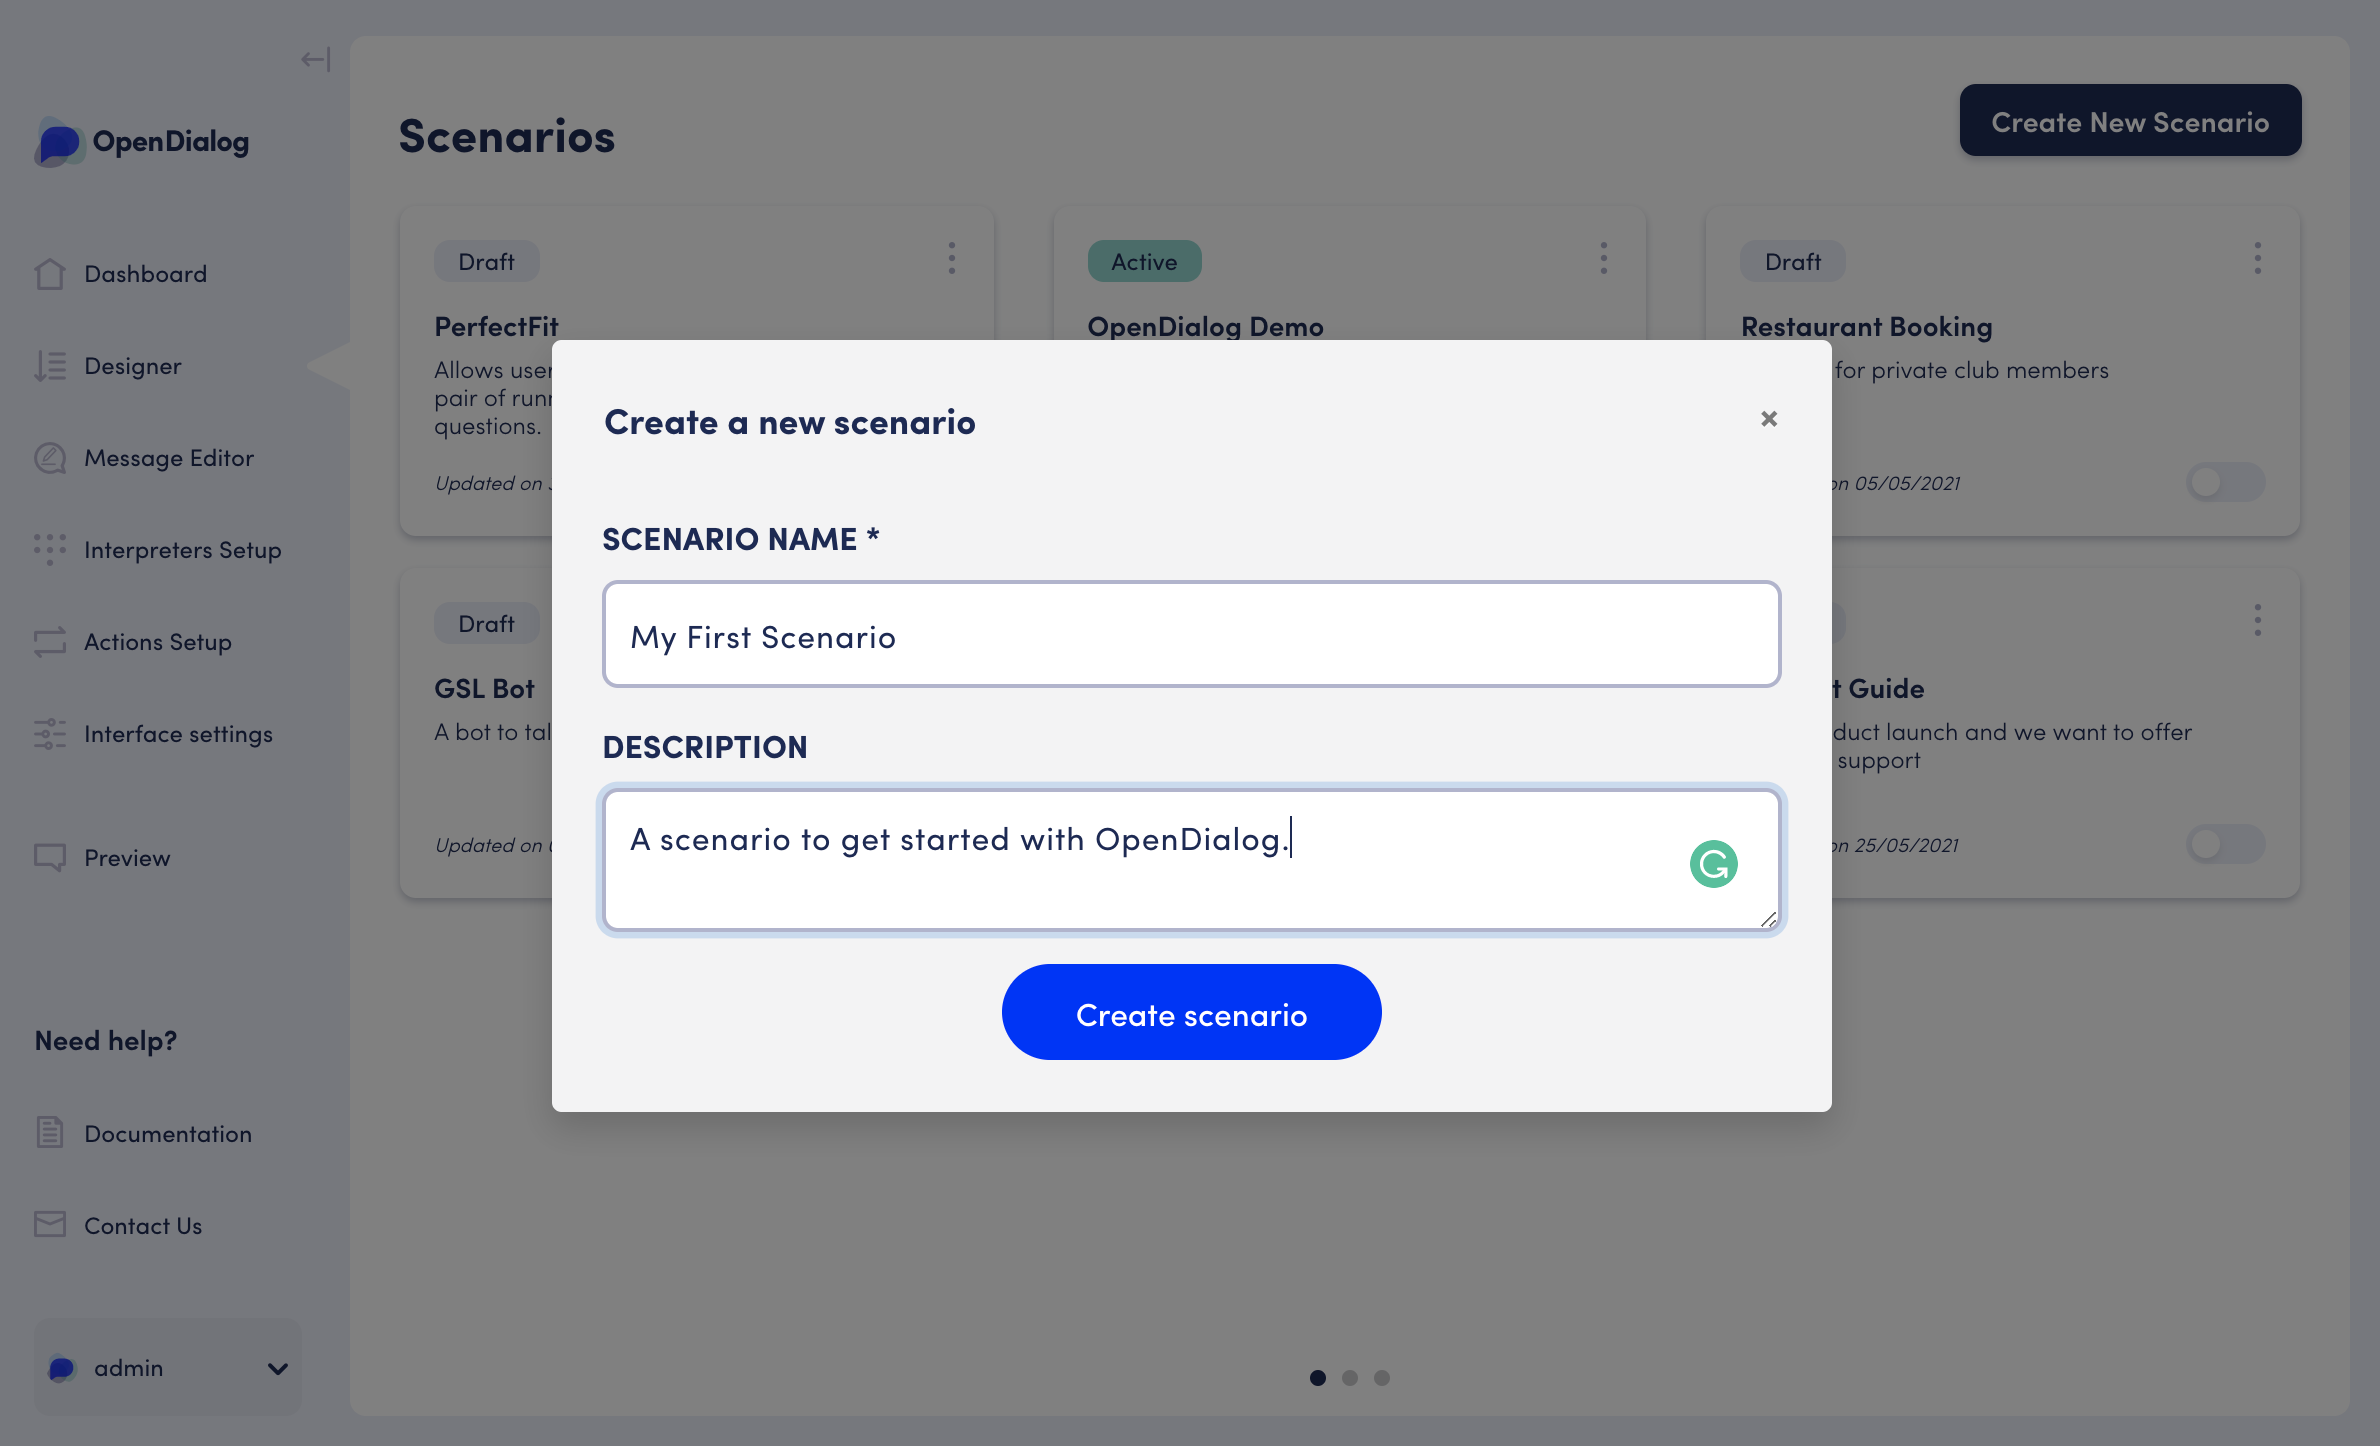 OpenDialog
Dashboard
Designer
Message Editor
Interpreters Setup
Actions Setup
Interface settings
Preview
Need help?
Documentation
Contact Us
admin
Scenarios
Create New Scenario
Draft
PerfectFit
Allows
pair of
questions.
Updated on
Active
OpenDialog Demo
Draft
Restaurant Booking
for private club members
on 05/05/2021
Draft
GSL Bot
A bot to
Updated on
Guide
launch and we want to offer
support
on 25/05/2021
Create a new scenario
×
SCENARIO NAME *
My First Scenario
DESCRIPTION
A scenario to get started with OpenDialog.
Create scenario